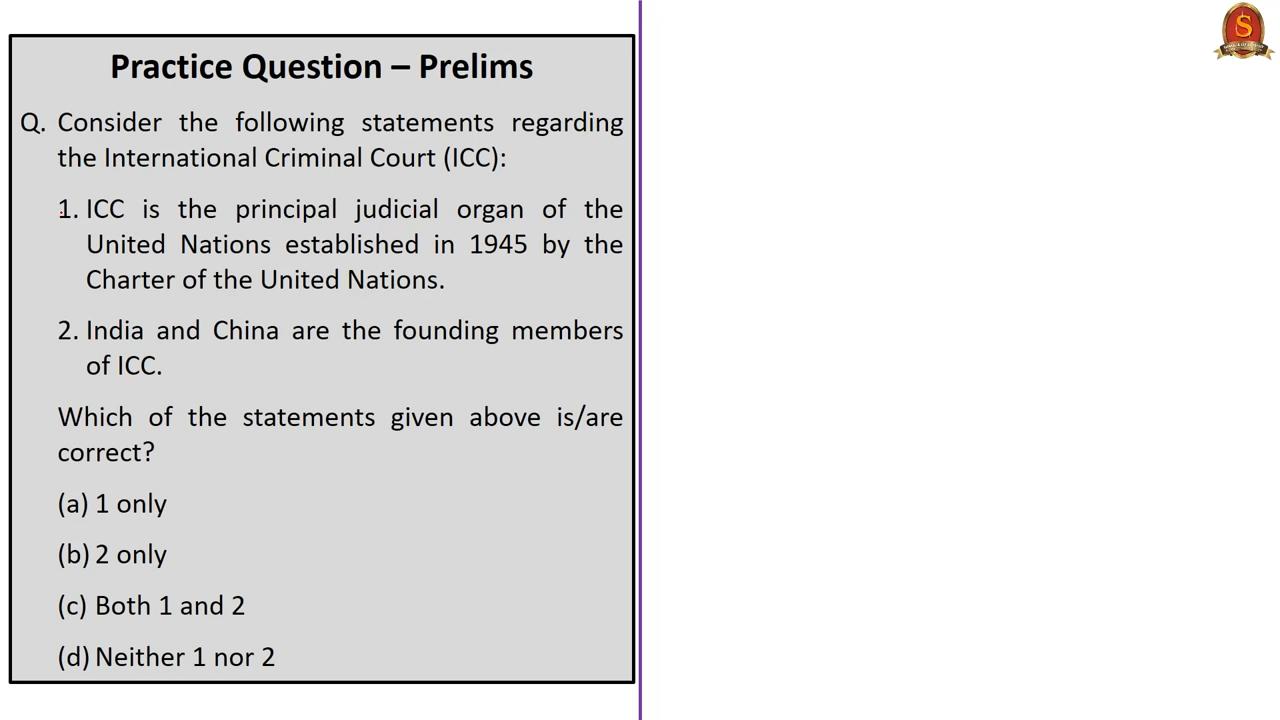 Practice Question – Prelims
Q. Consider the following statements regarding
the International Criminal Court (ICC):
1. ICC is the principal judicial organ of the
United Nations established in 1945 by the
Charter of the United Nations.
2. India and China are the founding members
of ICC.
Which of the statements given above is/are
correct?
(a) 1 only
(b) 2 only
(c) Both 1 and 2
(d) Neither 1 nor 2
S